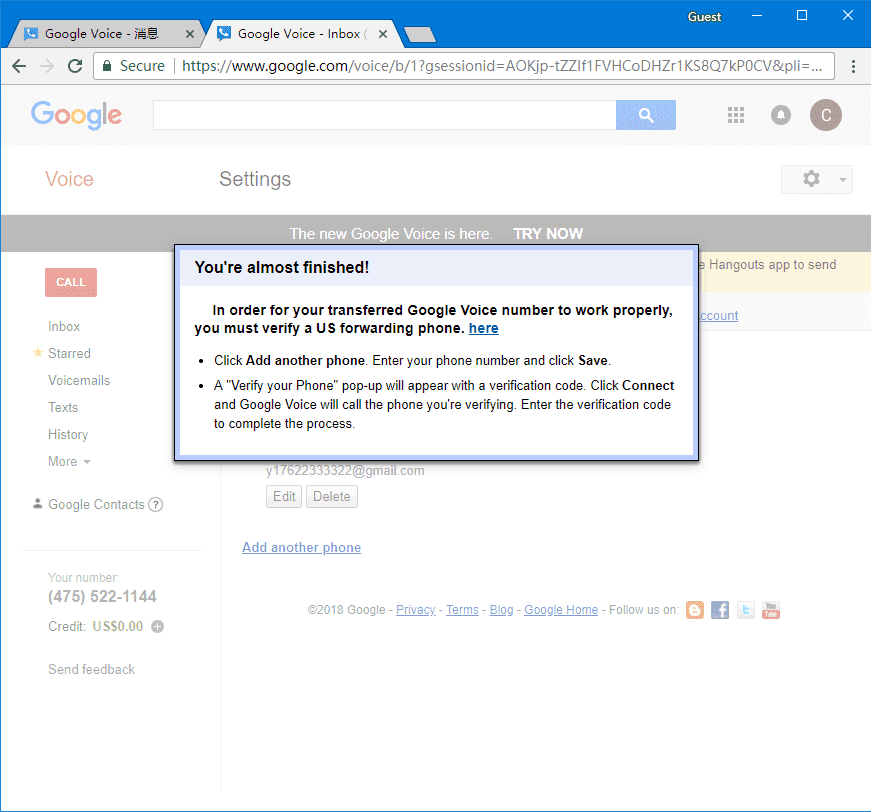 Guest
Google Voice - 消息
Google Voice - Inbox (
Secure
https://www.google.com/voice/b/1?gsessionid=AOKjp-tZZIf1FVHCoDHZr1KS8Q7kP0CV&pli=...
Google
C
Voice
Settings
The new Google Voice is here. TRY NOW
e Hangouts app to send
ccount
You're almost finished!
In order for your transferred Google Voice number to work properly,
you must verify a US forwarding phone. here
• Click Add another phone. Enter your phone number and click Save.
• A "Verify your Phone" pop-up will appear with a verification code. Click Connect
and Google Voice will call the phone you're verifying. Enter the verification code
to complete the process.
CALL
Inbox
Starred
Voicemails
Texts
History
More
Google Contacts ?
y17622333322@gmail.com
Edit Delete
Add another phone
Your number:
(475) 522-1144
Credit: US$0.00
Send feedback
©2018 Google - Privacy - Terms - Blog - Google Home - Follow us on:
You
Tube